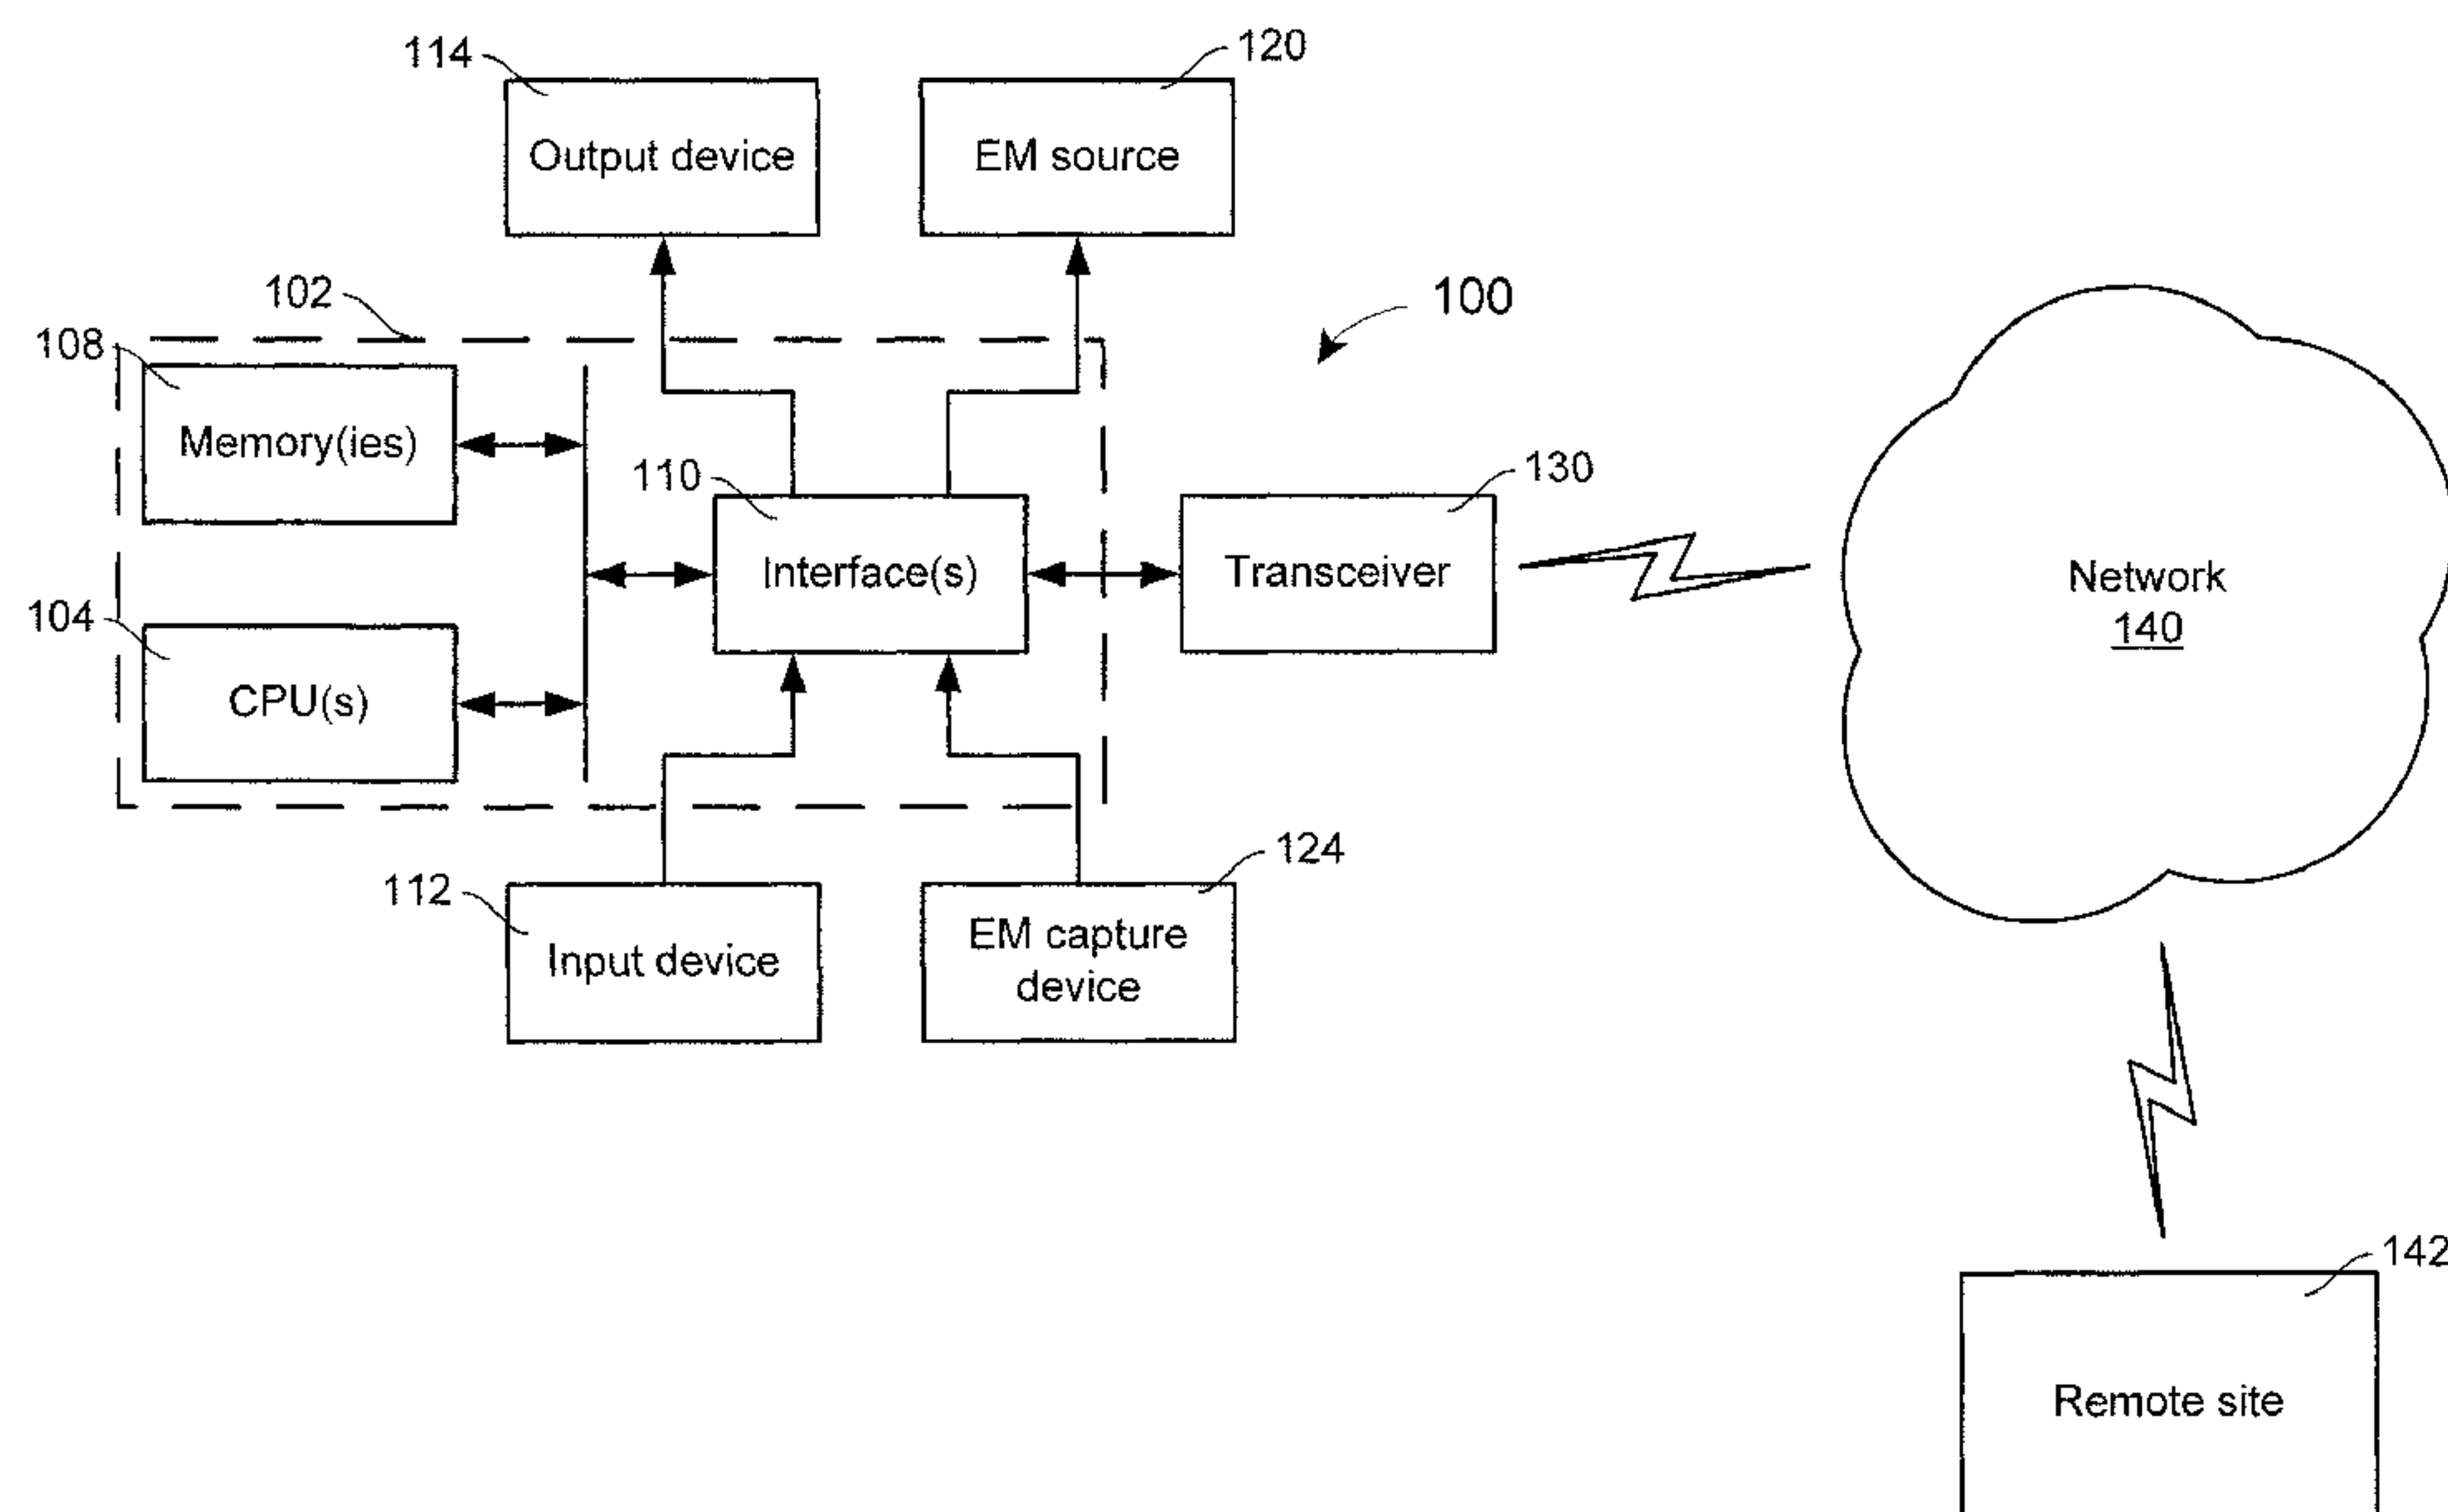 114
120
Output device
EM source
102
100
108
Memory(ies)
110
130
Interface(s)
Transceiver
Network
140
104
CPU(s)
112
124
Input device
EM capture
device
142
Remote site